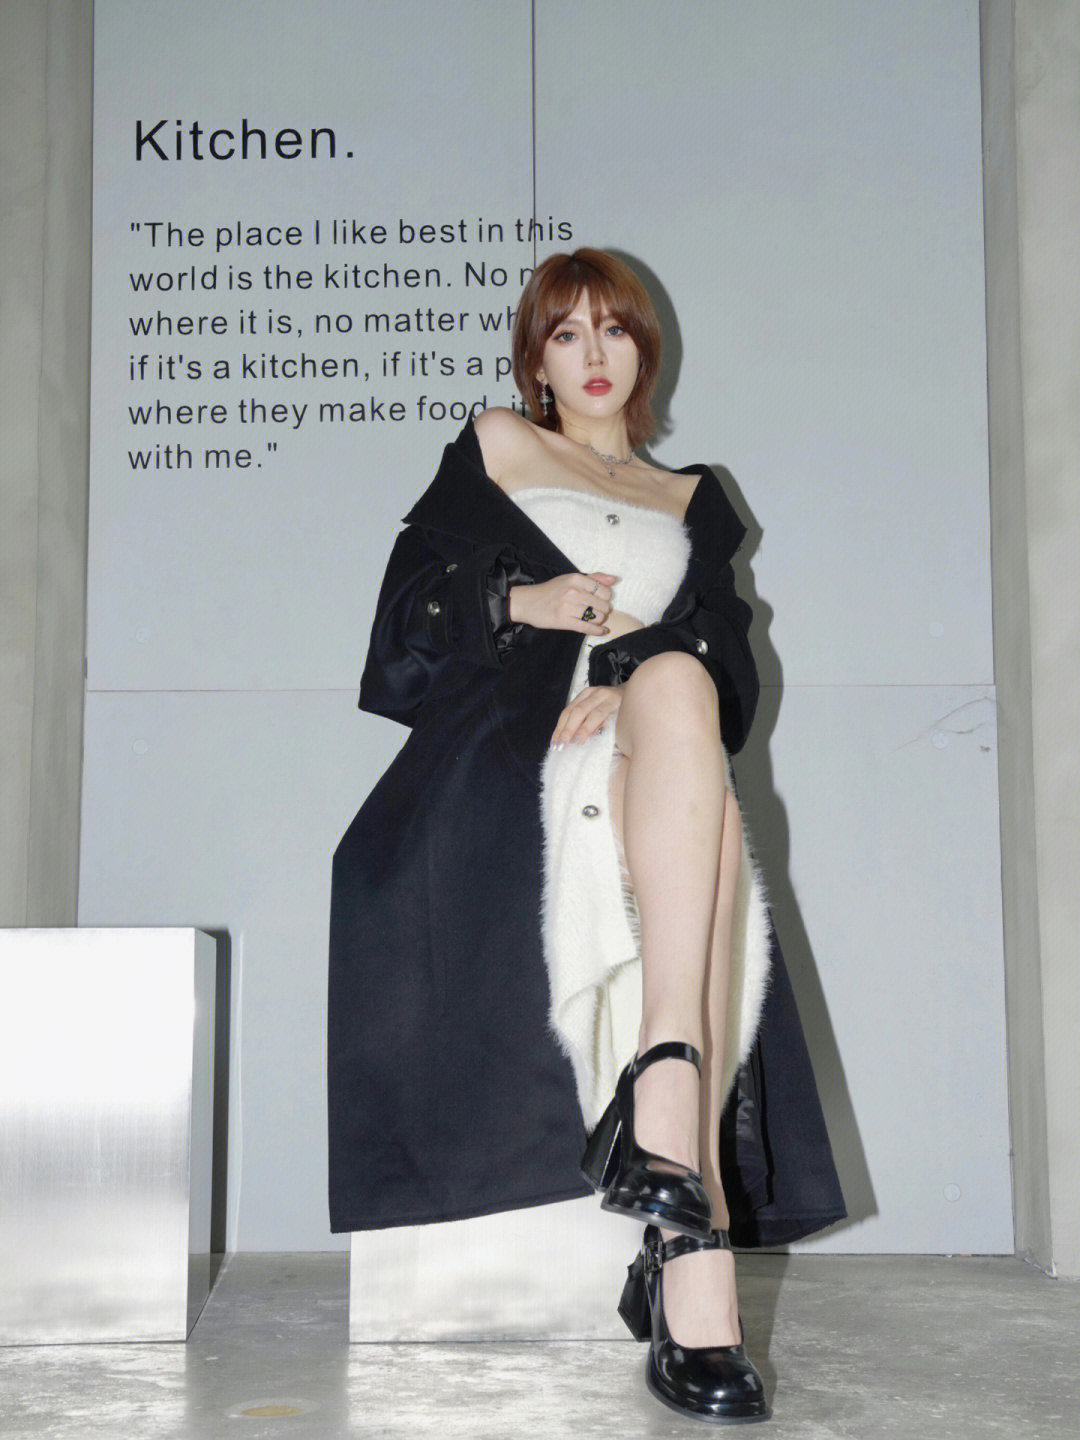 Kitchen.
"The place I like best in this
world is the kitchen. No
where it is, no matter
if it's a kitchen, if it's a
where they make food, it
with me."